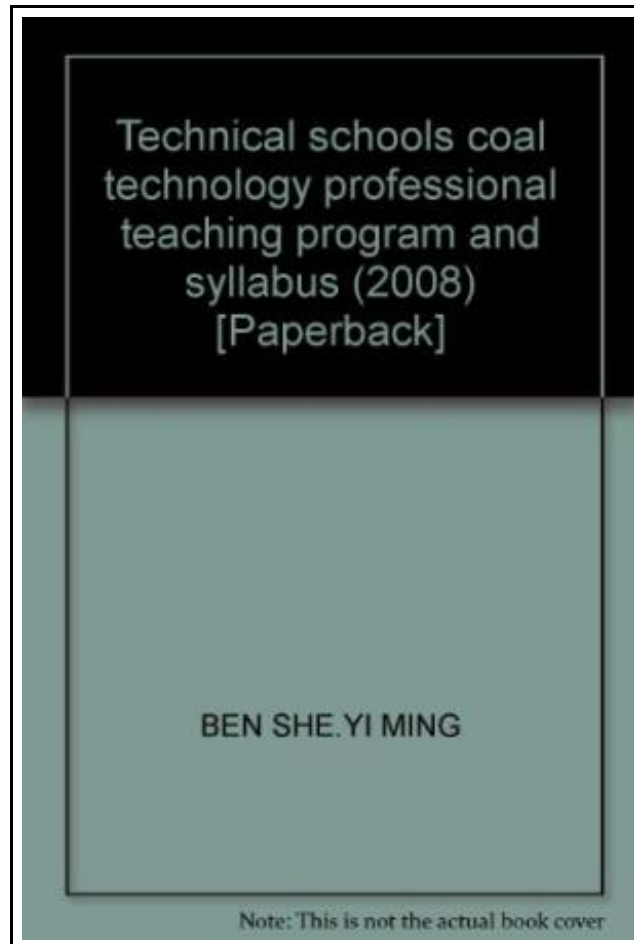 Technical schools coal
technology professional
teaching program and
syllabus (2008)
[Paperback]
BEN SHE.YI MING
Note: This is not the actual book cover